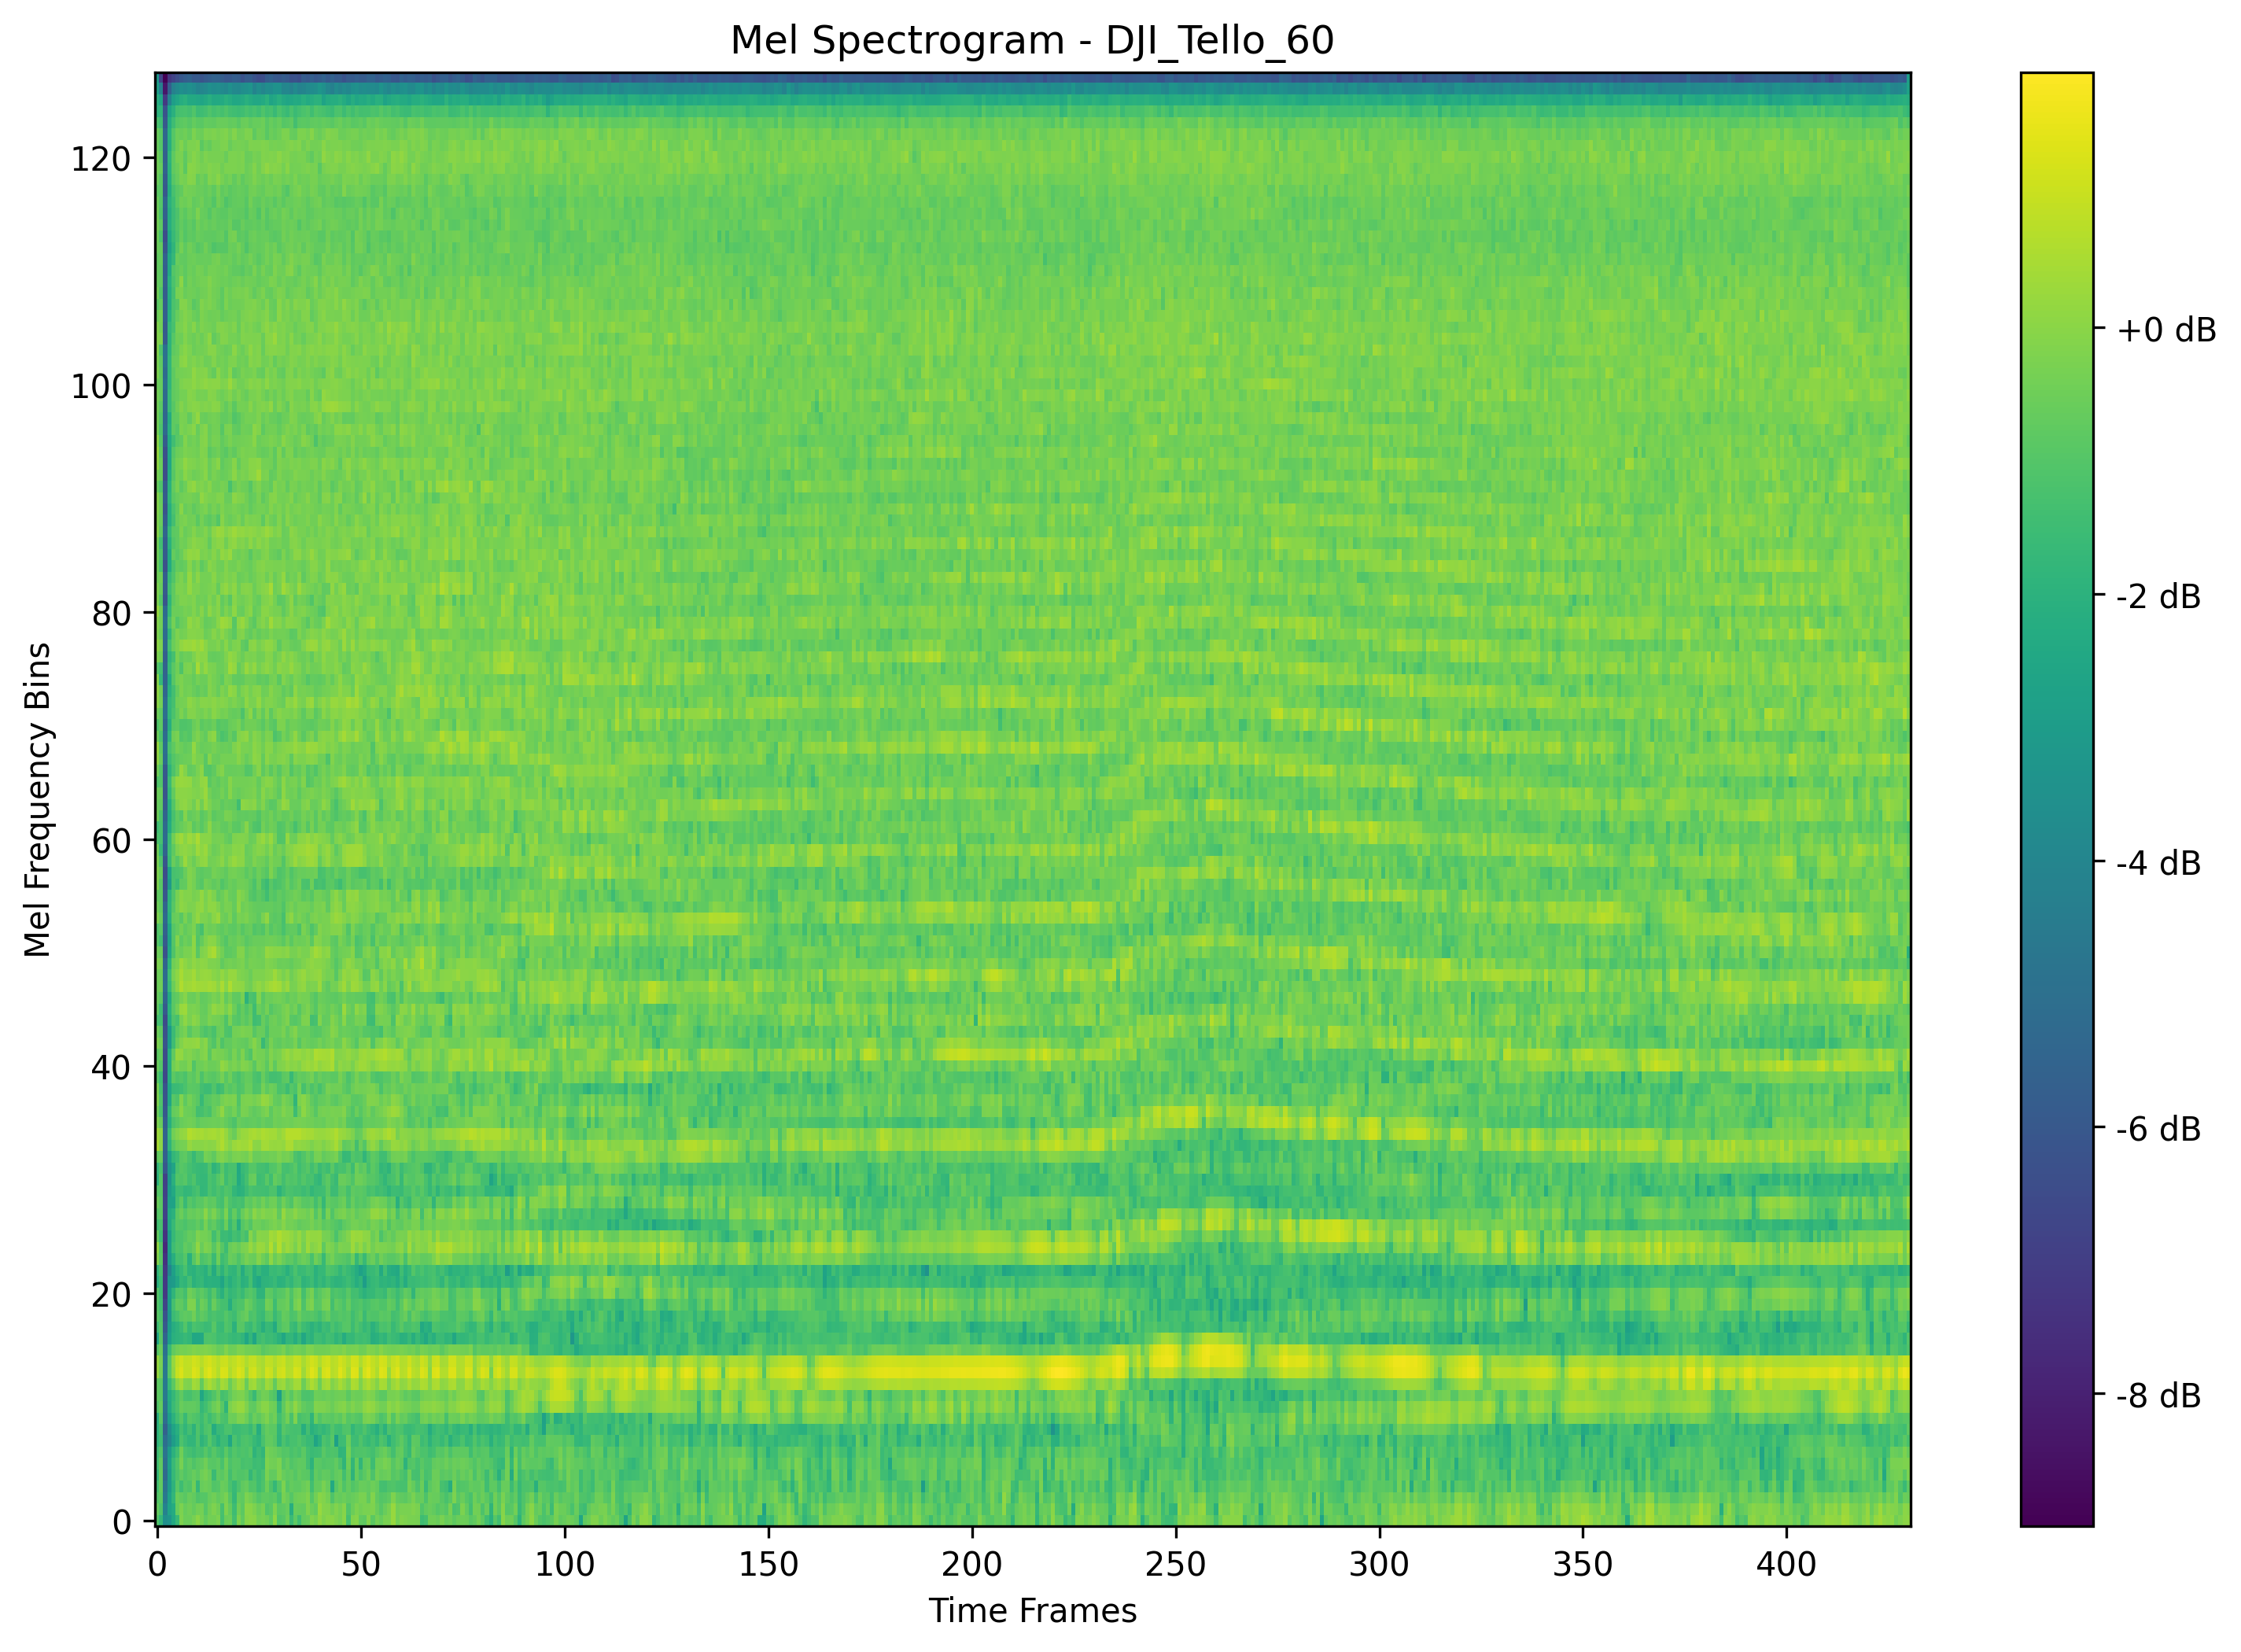 Mel Spectrogram - DJI_Tello_60
Mel Frequency Bins
120
100
80
60
40
20
0
0 50 100 150 200 250 300 350 400
Time Frames
+0 dB
-2 dB
-4 dB
-6 dB
-8 dB